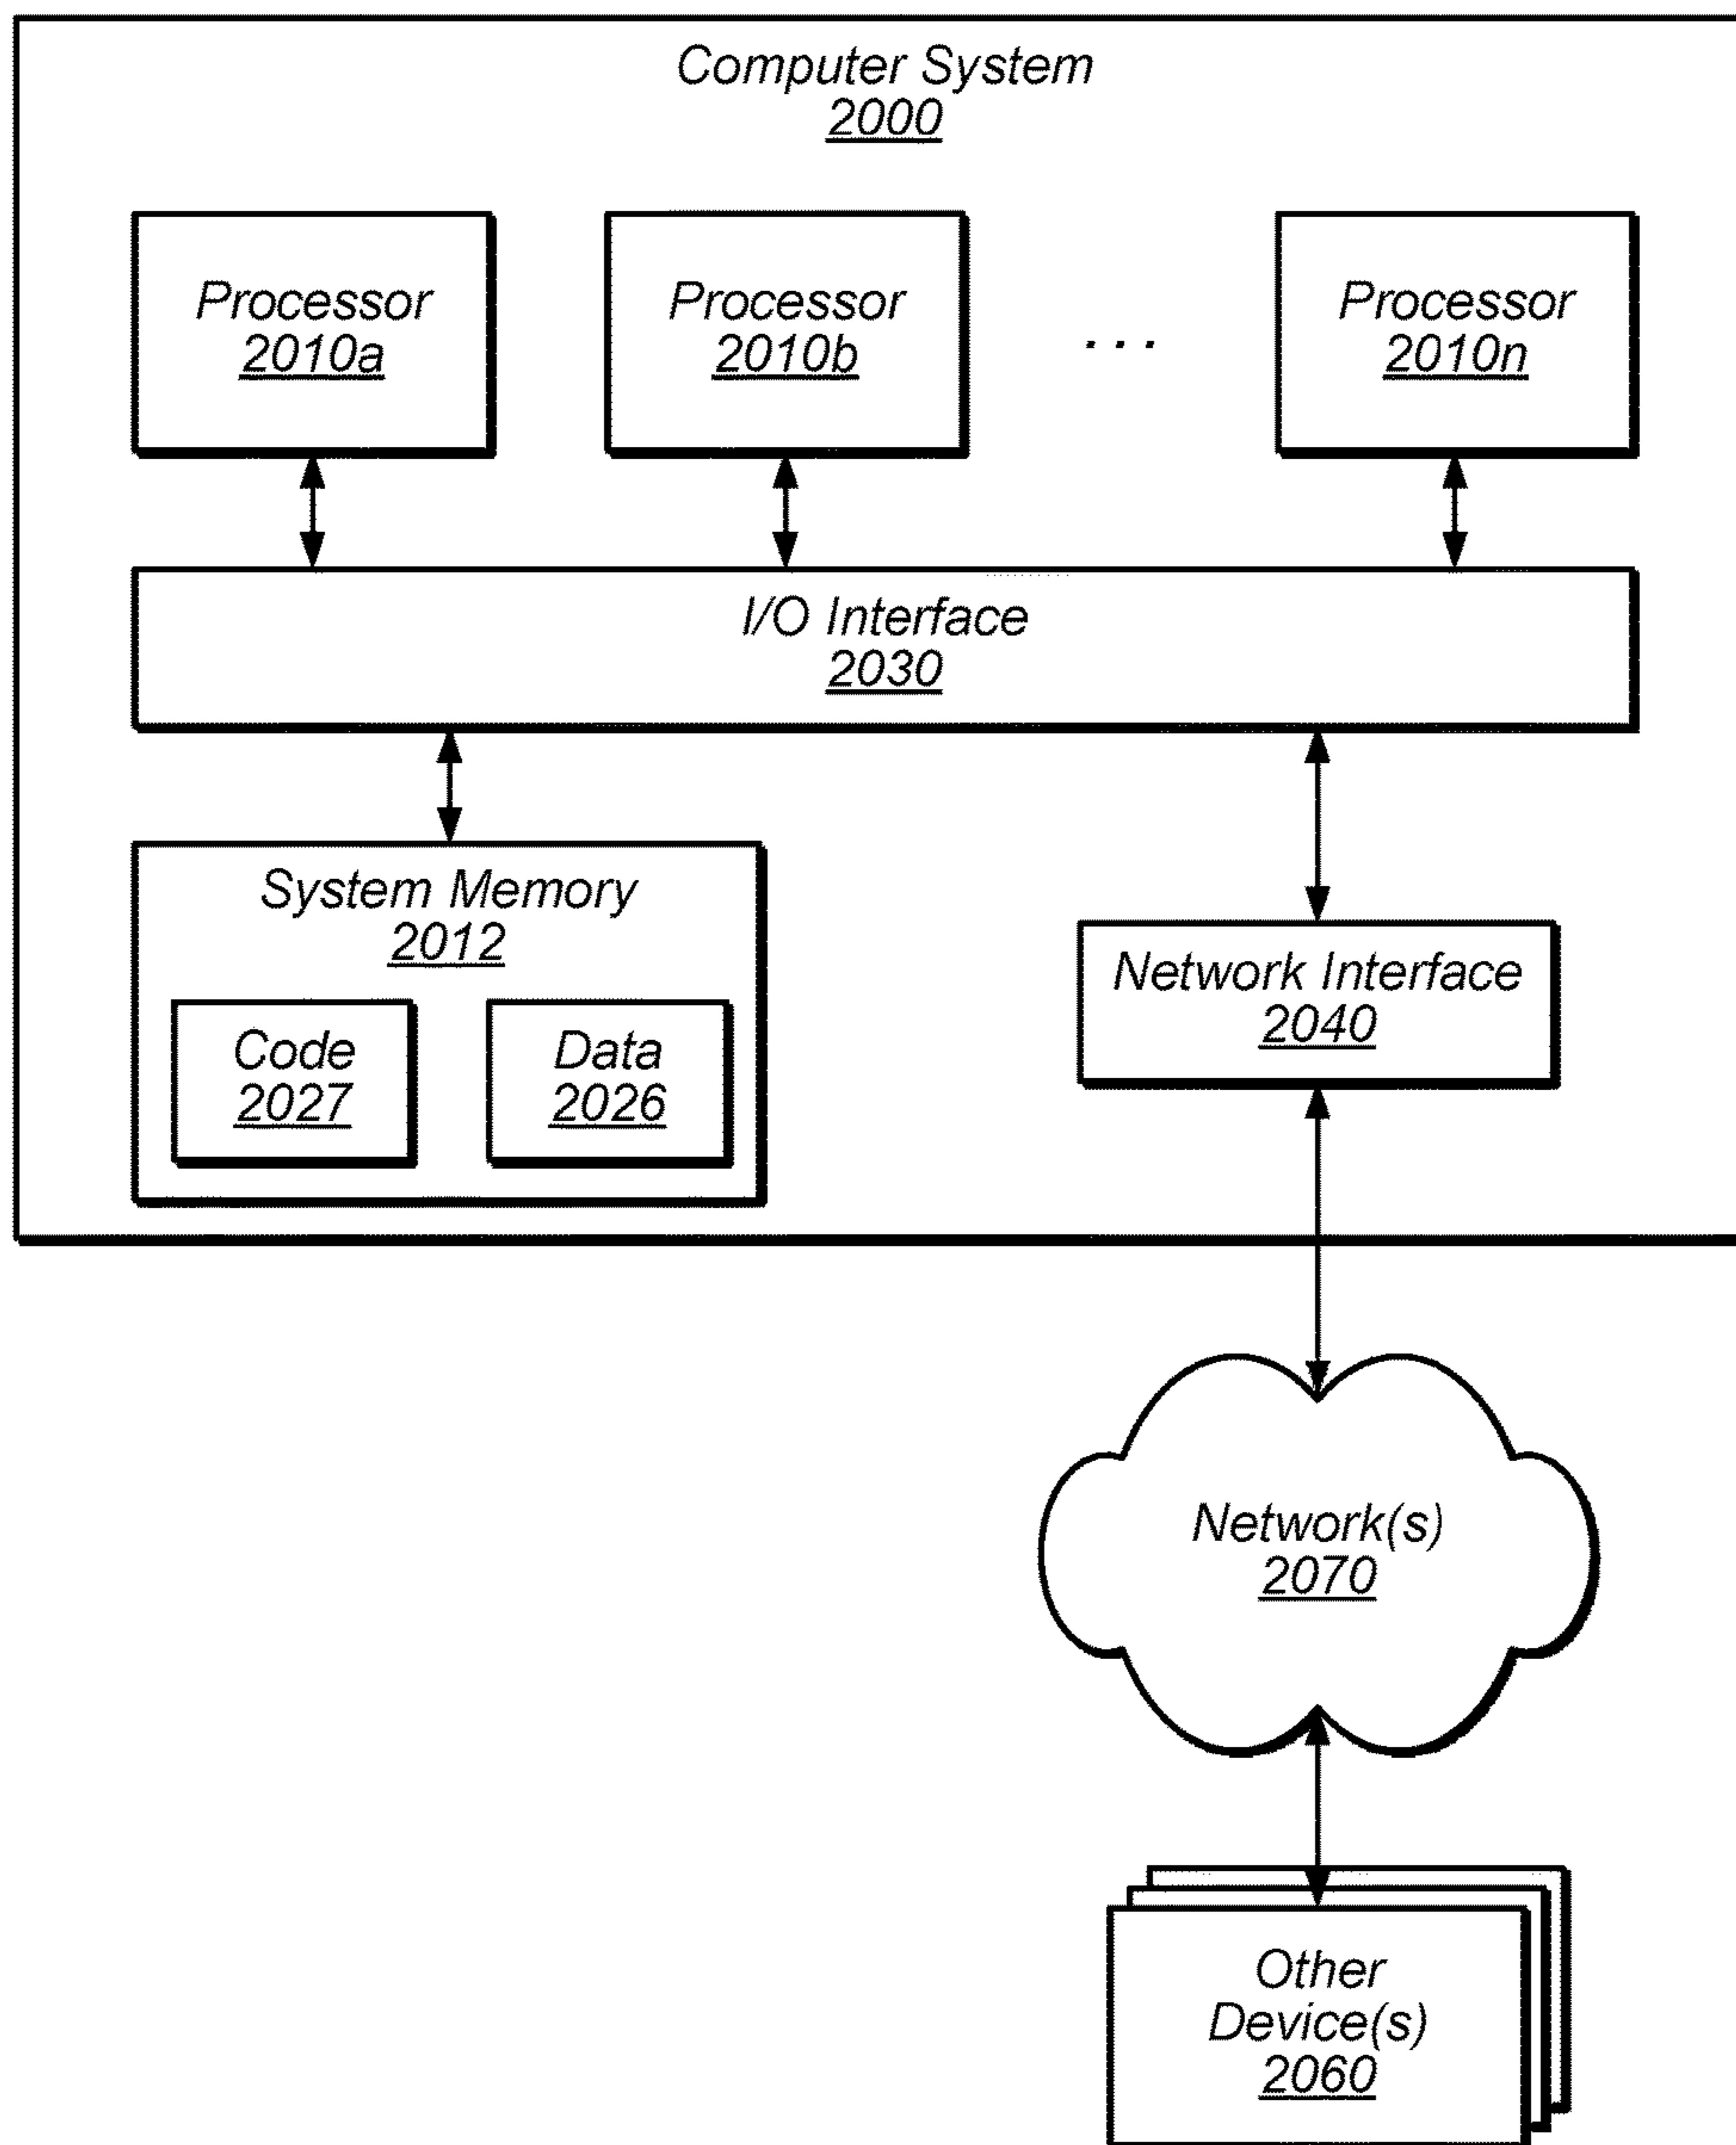 Computer System
2000
Processor
2010a
Processor
2010b
...
Processor
2010n
I/O Interface
2030
System Memory
2012
Code
2027
Data
2026
Network Interface
2040
Network(s)
2070
Other
Device(s)
2060